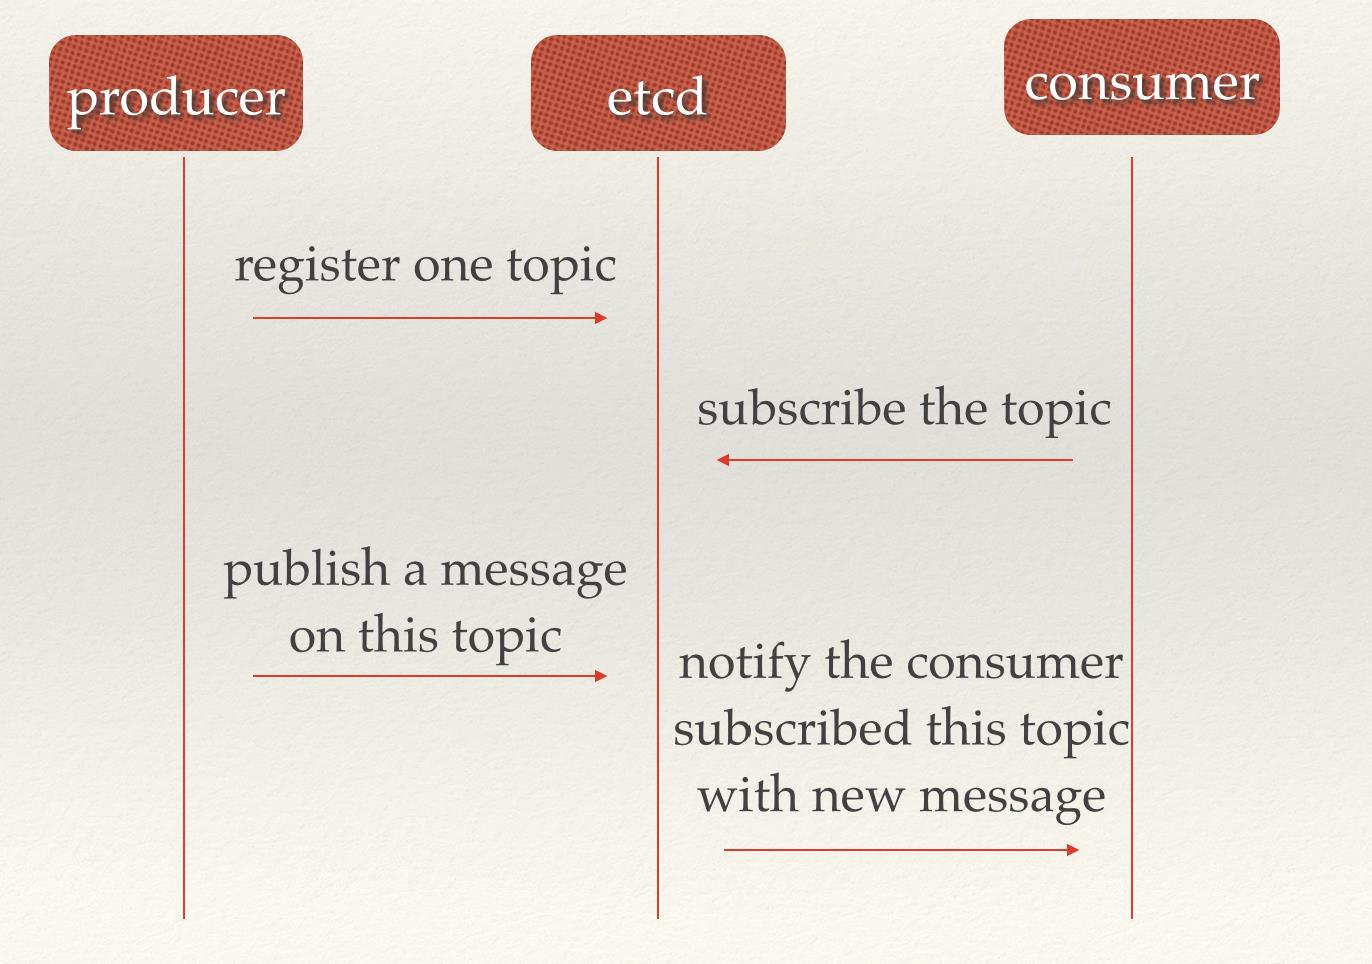 producer
etcd
consumer
register one topic
subscribe the topic
publish a message
on this topic
notify the consumer
subscribed this topic
with new message